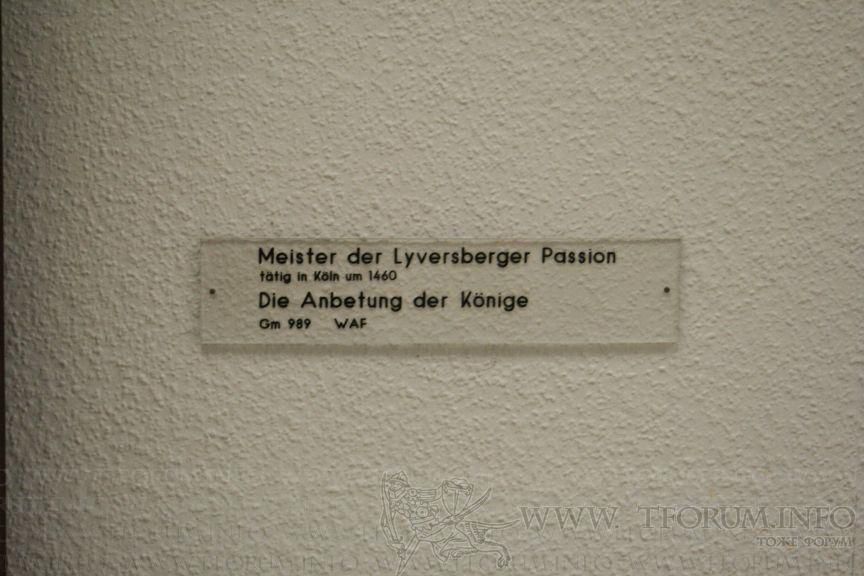 Meister der Lyversberger Passion
tätig in Köln um 1460
Die Anbetung der Könige
Gm 989 WAF
WWW.TFORUM.INFO
ТОЖЕ ФОРУМ